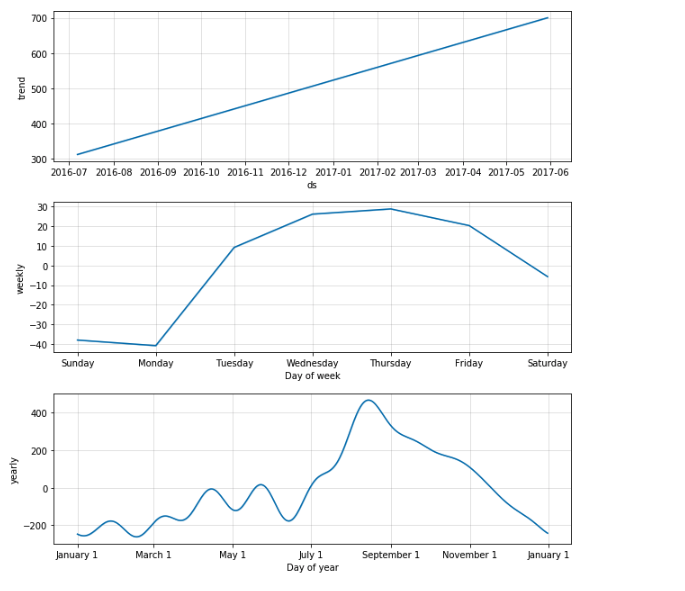 700
600
500
400
300
trend
2016-07 2016-08 2016-09 2016-10 2016-11 2016-12 2017-01 2017-02 2017-03 2017-04 2017-05 2017-06
ds
30
20
10
0
−10
−20
−30
−40
weekly
Sunday Monday Tuesday Wednesday Thursday Friday Saturday
Day of week
400
200
0
−200
yearly
January 1 March 1 May 1 July 1 September 1 November 1 January 1
Day of year